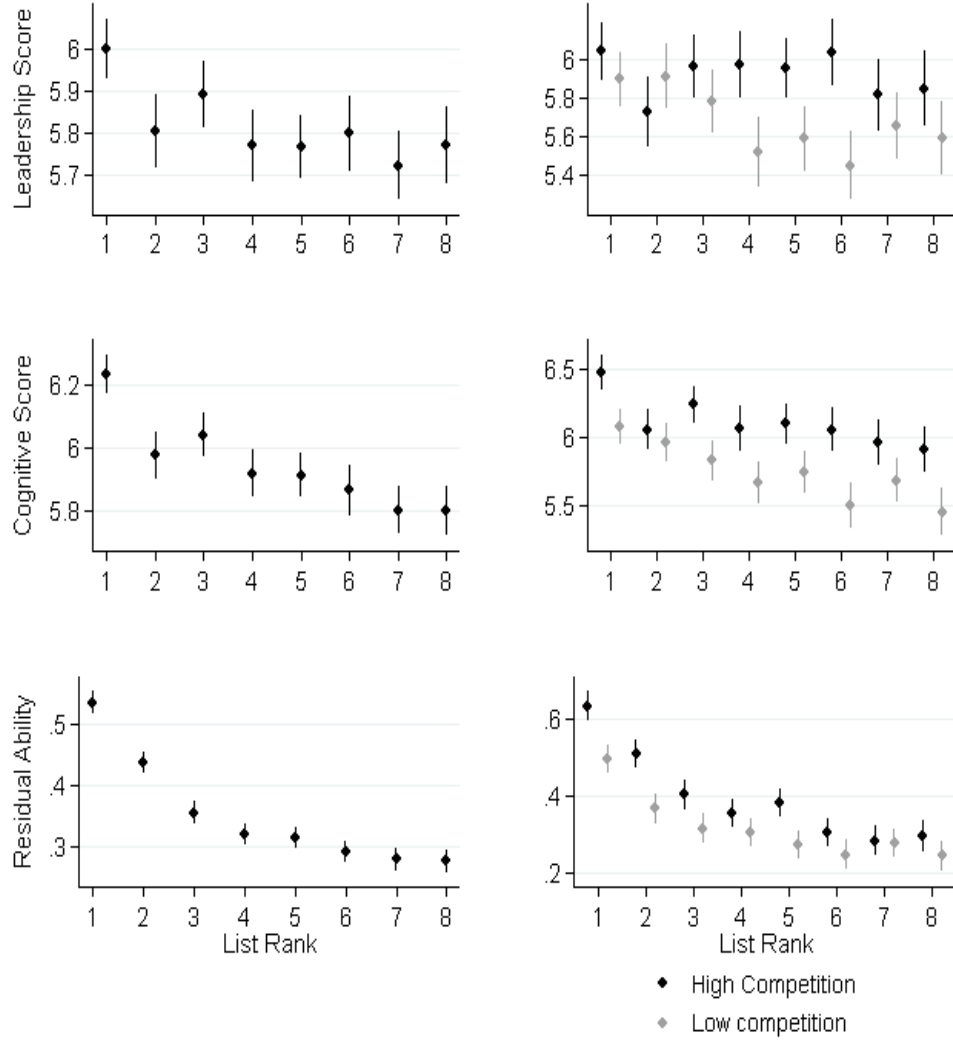 Leadership Score
6
5.9
5.8
5.7
1 2 3 4 5 6 7 8
6
5.8
5.6
5.4
1 2 3 4 5 6 7 8
Cognitive Score
6.2
6
5.8
1 2 3 4 5 6 7 8
6.5
6
5.5
1 2 3 4 5 6 7 8
Residual Ability
.5
.4
.3
1 2 3 4 5 6 7 8
List Rank
.6
.4
.2
1 2 3 4 5 6 7 8
List Rank
High Competition
Low competition